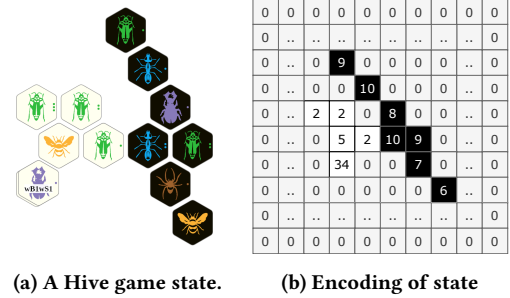 wB1wS1
0 0 0 0 0 0 0 0 0 0
0 .. .. .. .. .. .. .. .. 0
0 .. 0 9 0 0 0 0 .. 0
0 .. 0 0 10 0 0 0 .. 0
0 .. 2 2 0 8 0 0 .. 0
0 .. 0 5 2 10 9 0 .. 0
0 .. 0 34 0 0 7 0 .. 0
0 .. 0 0 0 0 0 6 .. 0
0 .. .. .. .. .. .. .. .. 0
0 0 0 0 0 0 0 0 0 0
(a) A Hive game state.
(b) Encoding of state